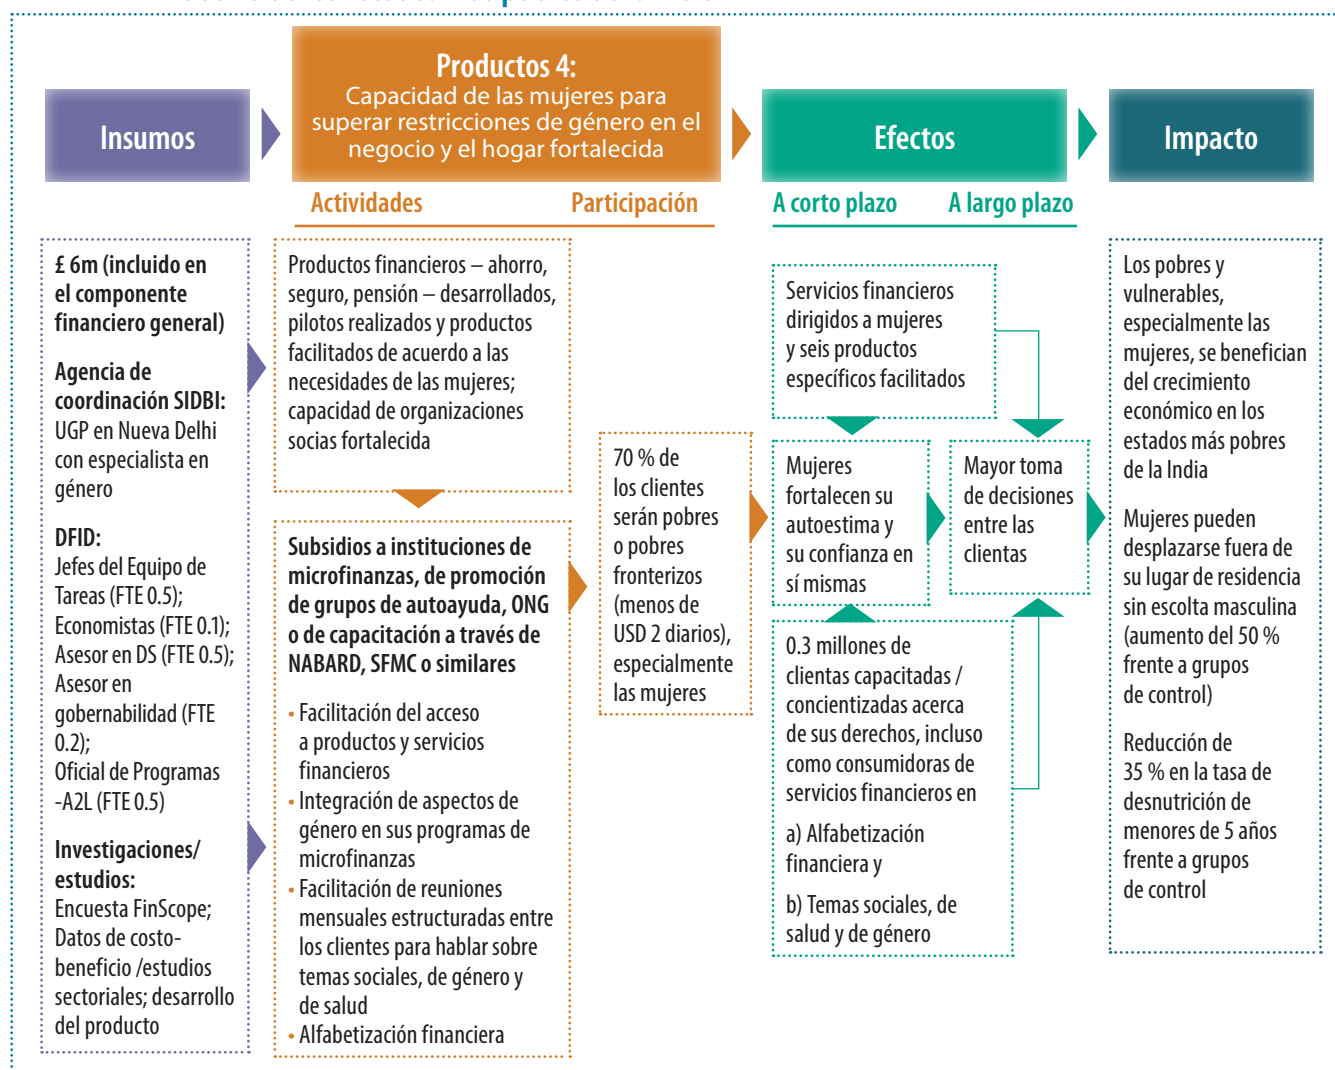 Insumos
Productos 4:
Capacidad de las mujeres para
superar restricciones de género en el
negocio y el hogar fortalecida
Efectos
Impacto
Actividades
Participación
A corto plazo
A largo plazo
£ 6m (incluido en
el componente
financiero general)
Agencia de
coordinación SIDBI:
UGP en Nueva Delhi
con especialista en
género
DFID:
Jefes del Equipo de
Tareas (FTE 0.5);
Economistas (FTE 0.1);
Asesor en DS (FTE 0.5);
Asesor en
gobernabilidad (FTE
0.2);
Oficial de Programas
-A2L (FTE 0.5)
Investigaciones/
estudios:
Encuesta FinScope;
Datos de costo-
beneficio /estudios
sectoriales; desarrollo
del producto
Productos financieros – ahorro,
seguro, pensión – desarrollados,
pilotos realizados y productos
facilitados de acuerdo a las
necesidades de las mujeres;
capacidad de organizaciones
socias fortalecida
Subsidios a instituciones de
microfinanzas, de promoción
de grupos de autoayuda, ONG
o de capacitación a través de
NABARD, SFMC o similares
• Facilitación del acceso
a productos y servicios
financieros
• Integración de aspectos de
género en sus programas de
microfinanzas
• Facilitación de reuniones
mensuales estructuradas entre
los clientes para hablar sobre
temas sociales, de género y
de salud
• Alfabetización financiera
70 % de
los clientes
serán pobres
o pobres
fronterizos
(menos de
USD 2 diarios),
especialmente
las mujeres
Servicios financieros
dirigidos a mujeres
y seis productos
específicos facilitados
Mujeres
fortalecen su
autoestima y
su confianza en
sí mismas
Mayor toma
de decisiones
entre las
clientas
0.3 millones de
clientas capacitadas /
concientizadas acerca
de sus derechos, incluso
como consumidoras de
servicios financieros en
a) Alfabetización
financiera y
b) Temas sociales, de
salud y de género
Los pobres y
vulnerables,
especialmente las
mujeres, se benefician
del crecimiento
económico en los
estados más pobres
de la India
Mujeres pueden
desplazarse fuera de
su lugar de residencia
sin escolta masculina
(aumento del 50 %
frente a grupos
de control)
Reducción de
35 % en la tasa de
desnutrición de
menores de 5 años
frente a grupos
de control